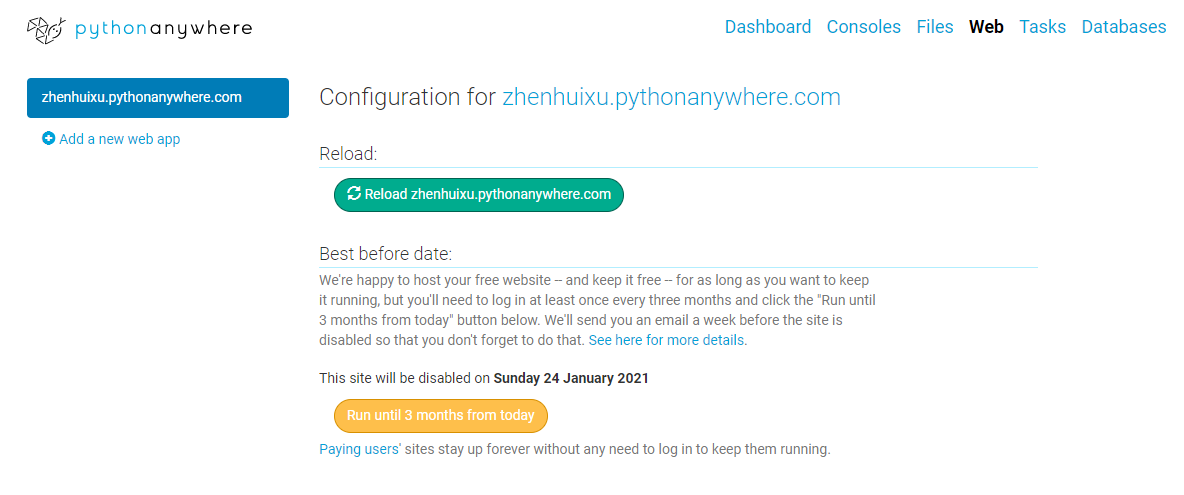 pythonanywhere
Dashboard Consoles Files Web Tasks Databases
zhenhuixu.pythonanywhere.com
Add a new web app
Configuration for zhenhuixu.pythonanywhere.com
Reload:
Reload zhenhuixu.pythonanywhere.com
Best before date:
We're happy to host your free website -- and keep it free -- for as long as you want to keep
it running, but you'll need to log in at least once every three months and click the "Run until
3 months from today" button below. We'll send you an email a week before the site is
disabled so that you don't forget to do that. See here for more details.
This site will be disabled on Sunday 24 January 2021
Run until 3 months from today
Paying users' sites stay up forever without any need to log in to keep them running.